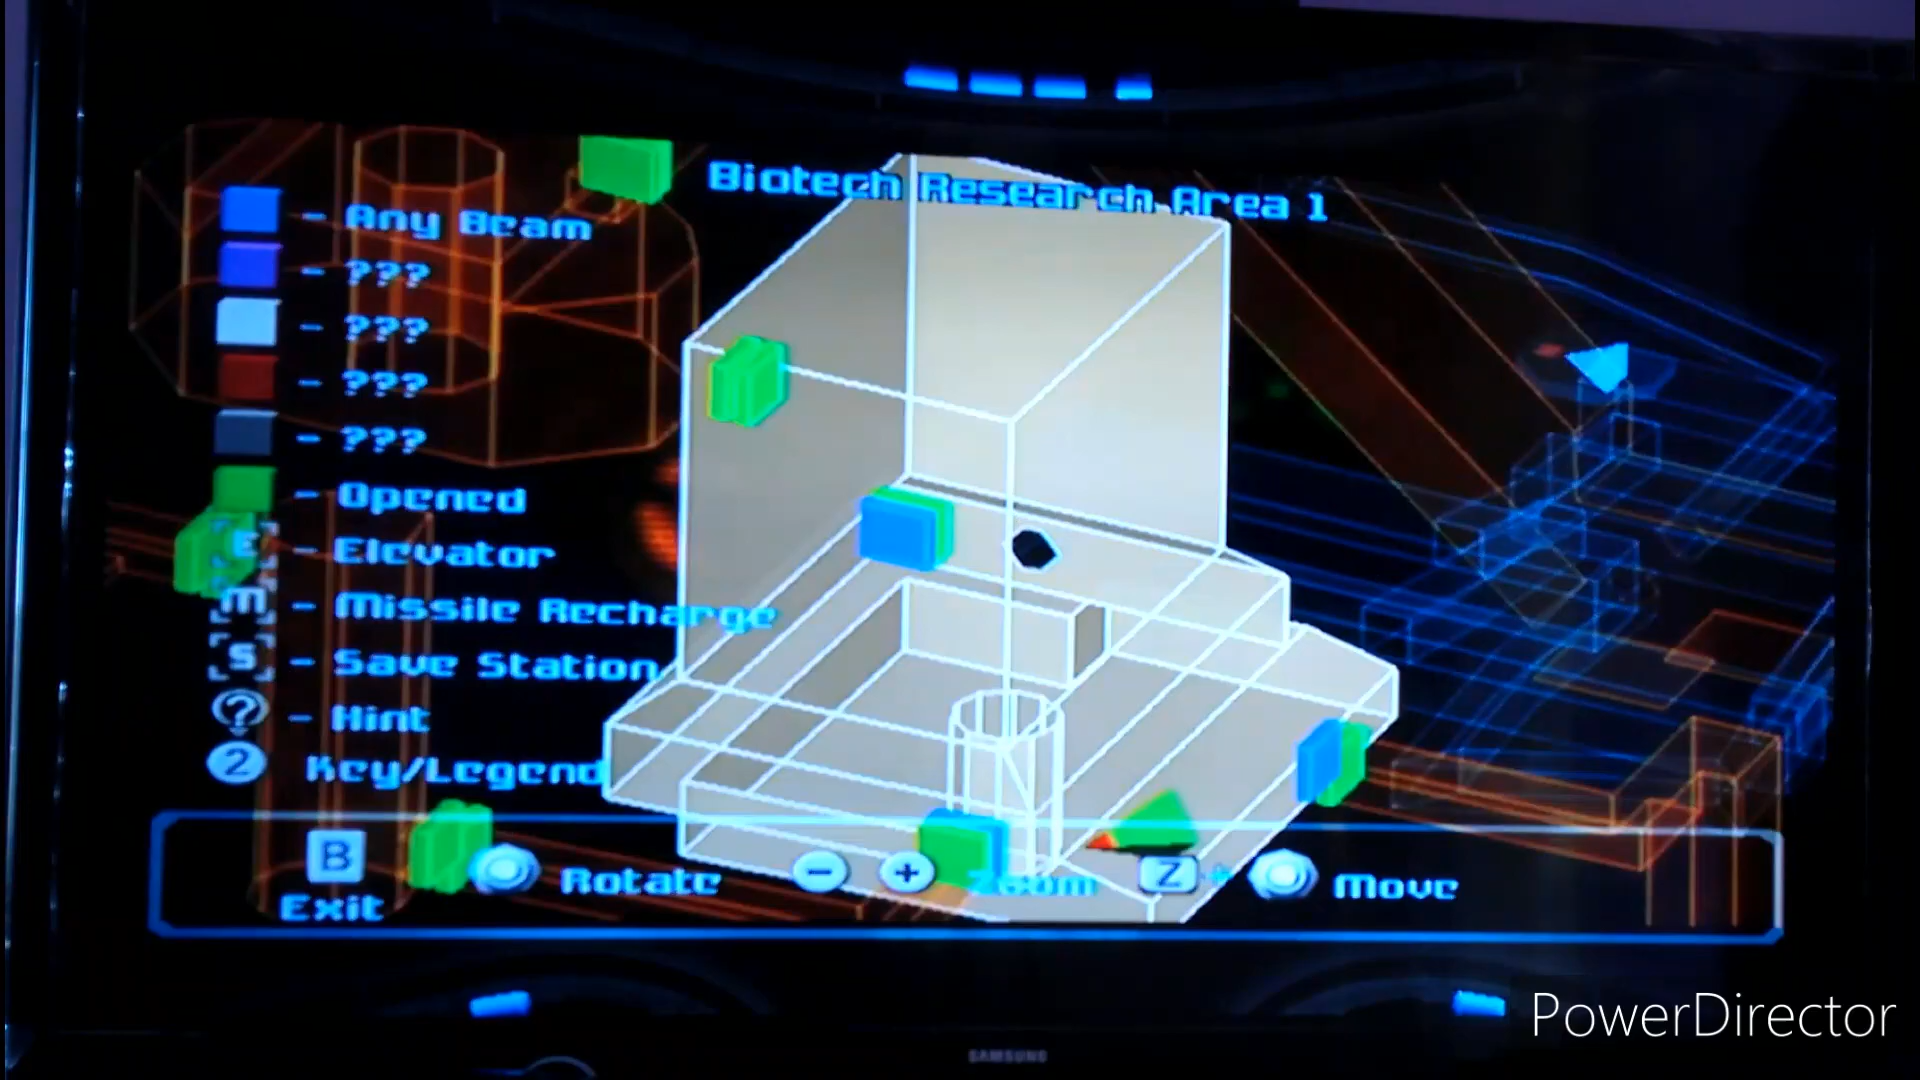 Biotech Research Area 1
- Any Beam
- ???
- ???
- ???
- ???
- Opened
E - Elevator
M - Missile Recharge
S - Save Station
? - Hint
2 Key/Legend
B
Exit
Rotate
- + Zoom
Z + Move
SAMSUNG
PowerDirector